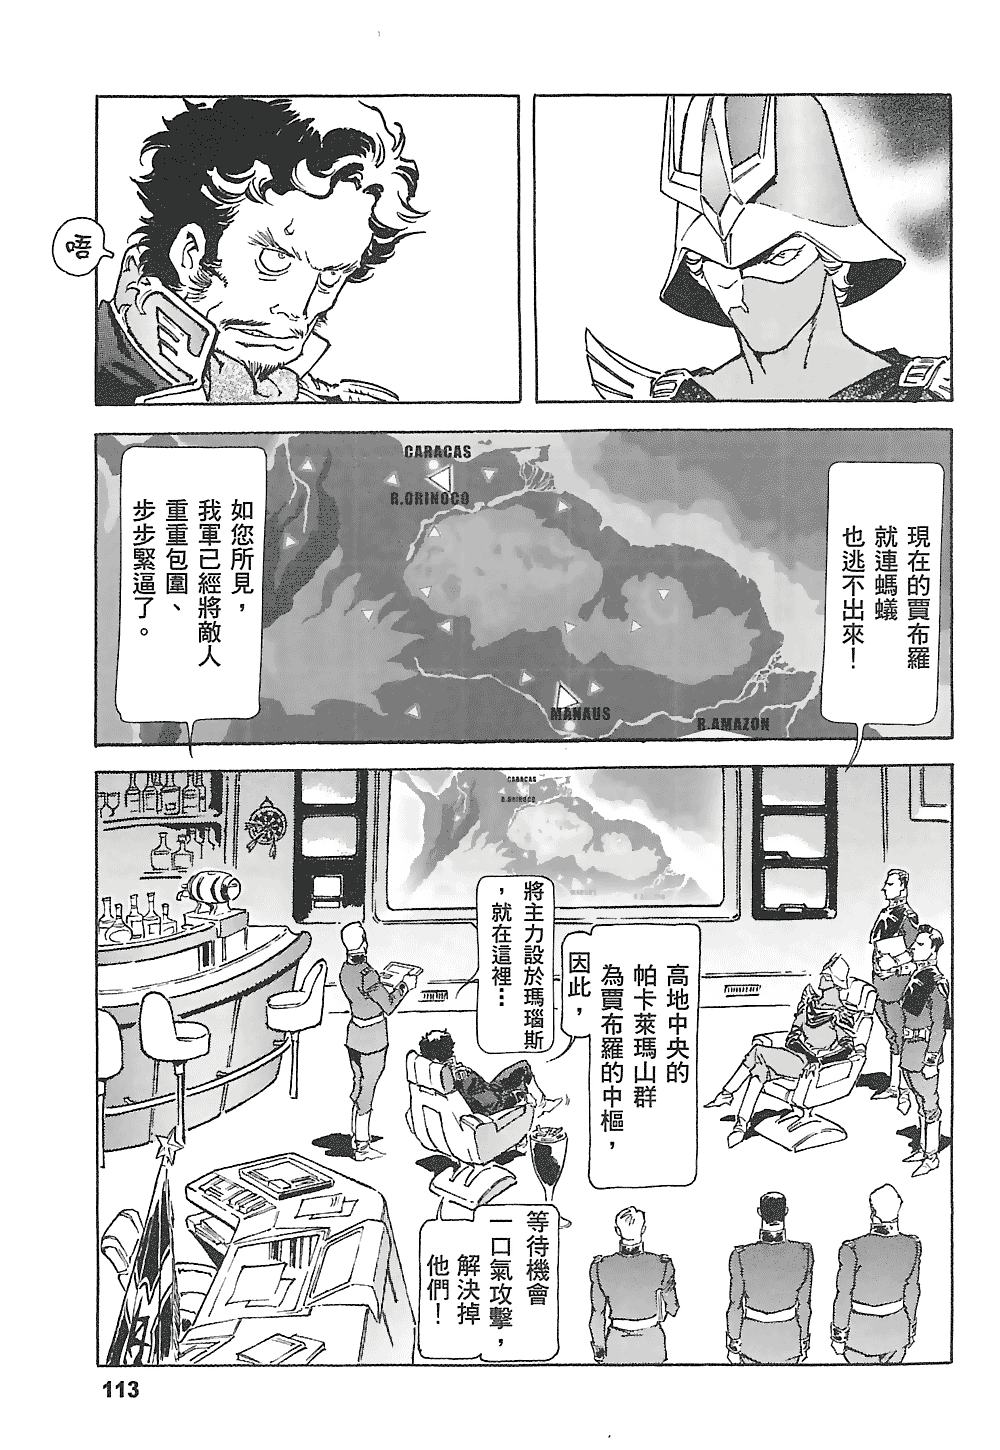 唔
現在的賈布羅
就連螞蟻
也逃不出來！
如您所見，
我軍已經將敵人
重重包圍、
步步緊逼了。
CARACAS
R.ORINOCO
MANAUS
R.AMAZON
CARACAS
R.ORINOCO
高地中央的
帕卡萊瑪山群
為賈布羅的中樞，
因此，
將主力設於瑪瑙斯
，就在這裡…
等待機會
一口氣攻擊，
解決掉
他們！
113